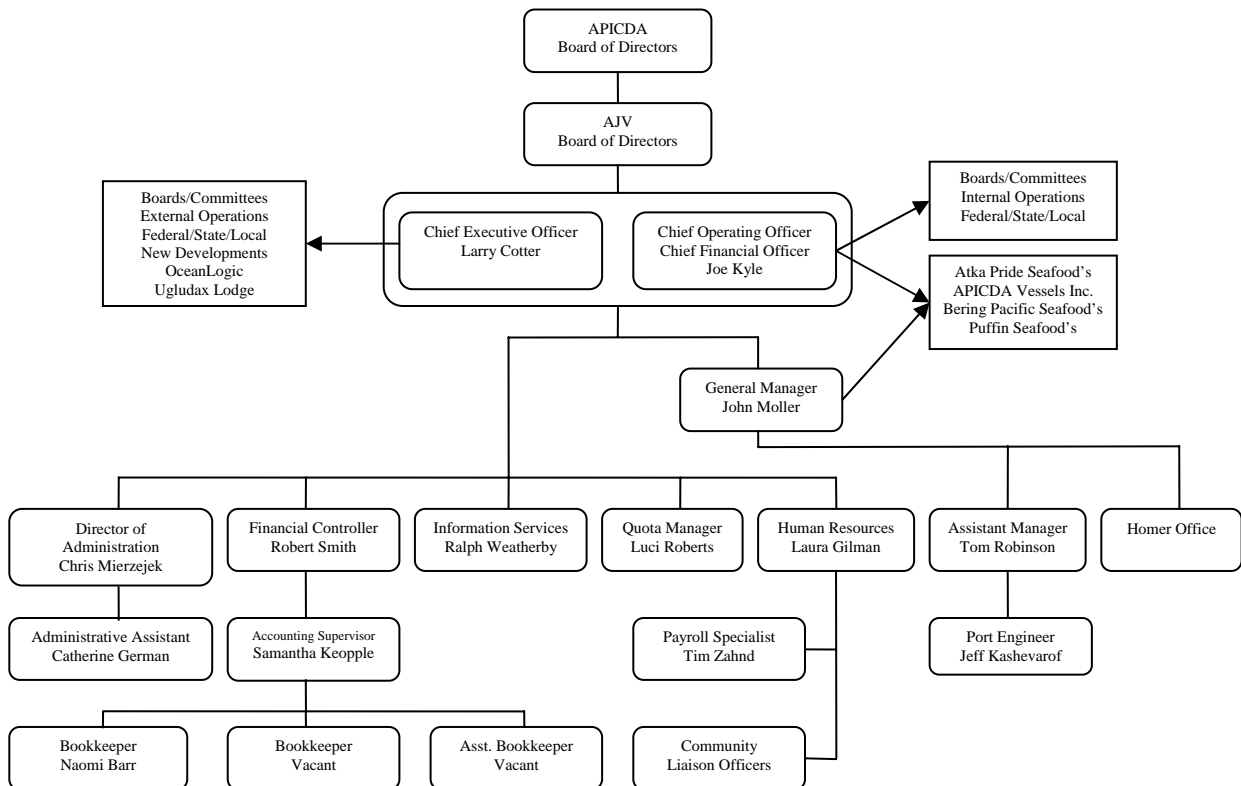 APICDA
Board of Directors
AJV
Board of Directors
Boards/Committees
External Operations
Federal/State/Local
New Developments
OceanLogic
Ugludax Lodge
Chief Executive Officer
Larry Cotter
Chief Operating Officer
Chief Financial Officer
Joe Kyle
Boards/Committees
Internal Operations
Federal/State/Local
Atka Pride Seafood’s
APICDA Vessels Inc.
Bering Pacific Seafood’s
Puffin Seafood’s
General Manager
John Moller
Director of
Administration
Chris Mierzejek
Financial Controller
Robert Smith
Information Services
Ralph Weatherby
Quota Manager
Luci Roberts
Human Resources
Laura Gilman
Assistant Manager
Tom Robinson
Homer Office
Administrative Assistant
Catherine German
Accounting Supervisor
Samantha Keopple
Payroll Specialist
Tim Zahnd
Port Engineer
Jeff Kashevarof
Bookkeeper
Naomi Barr
Bookkeeper
Vacant
Asst. Bookkeeper
Vacant
Community
Liaison Officers